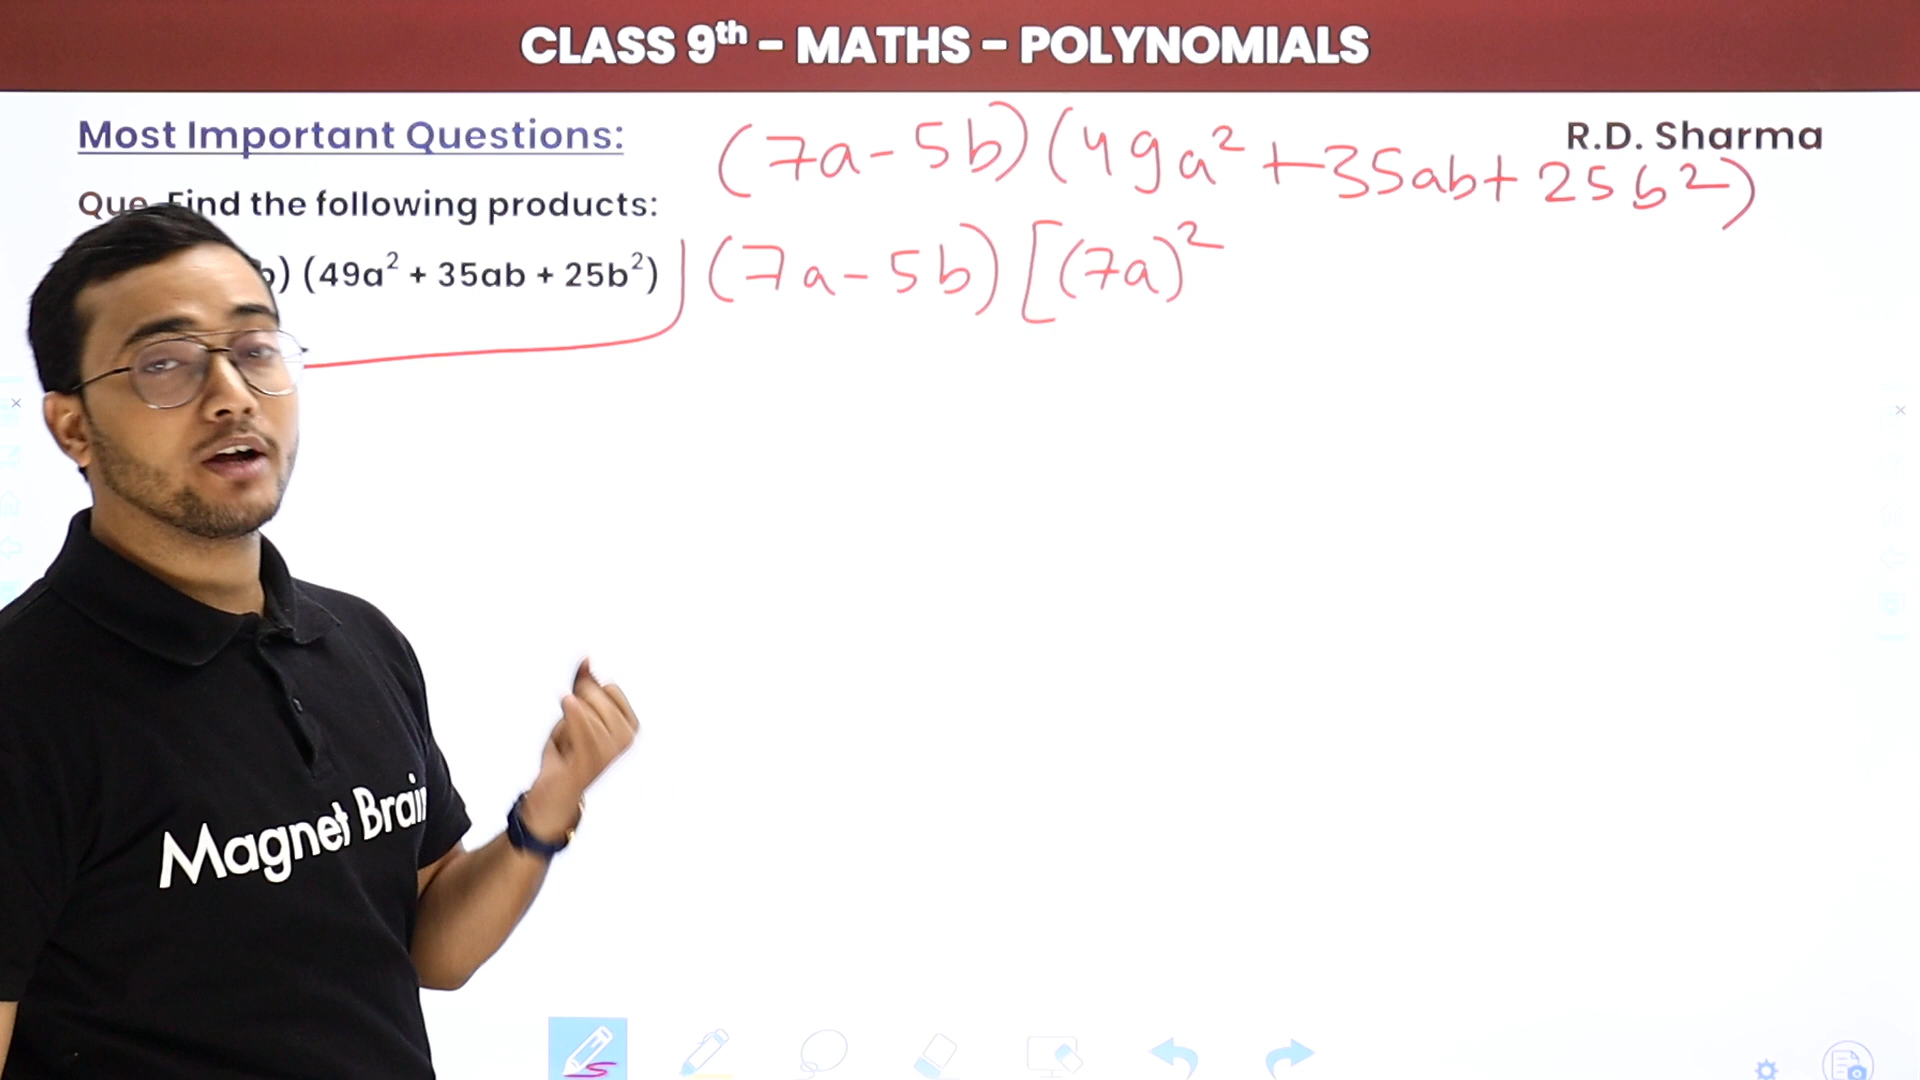 CLASS 9th – MATHS – POLYNOMIALS
Most Important Questions:
R.D. Sharma
Que Find the following products:
b) (49a² + 35ab + 25b²)
(7a - 5b) (49a² + 35ab + 25b²)
(7a - 5b) [(7a)²
Magnet Brain